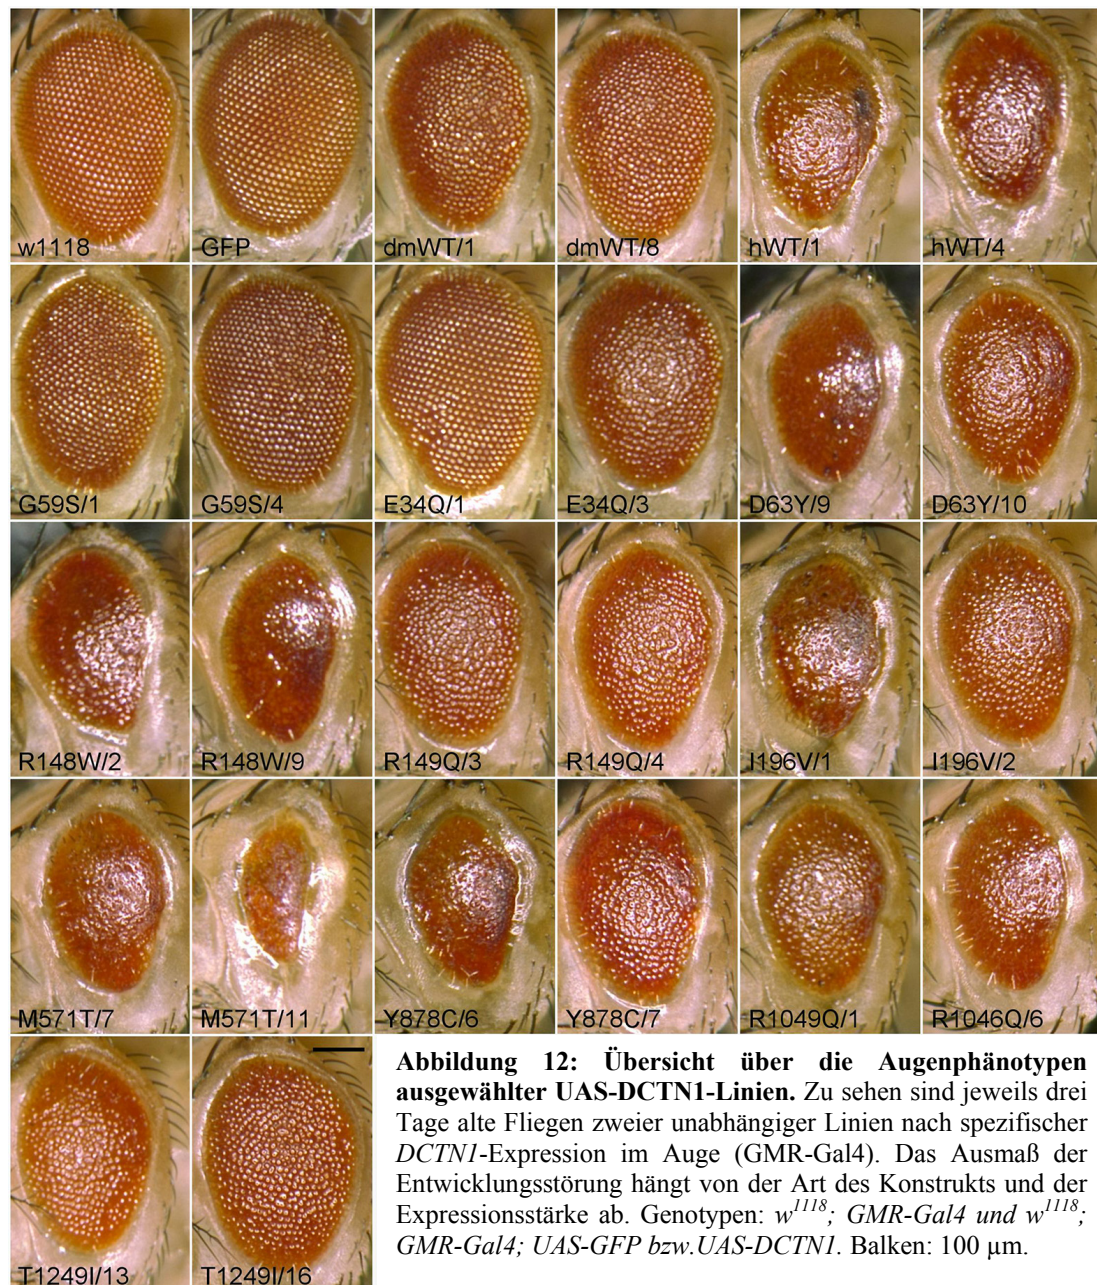 w1118 GFP dmWT/1 dmWT/8 hWT/1 hWT/4
G59S/1 G59S/4 E34Q/1 E34Q/3 D63Y/9 D63Y/10
R148W/2 R148W/9 R149Q/3 R149Q/4 I196V/1 I196V/2
M571T/7 M571T/11 Y878C/6 Y878C/7 R1049Q/1 R1046Q/6
T1249I/13 T1249I/16
Abbildung 12: Übersicht über die Augenphänotypen
ausgewählter UAS-DCTN1-Linien. Zu sehen sind jeweils drei
Tage alte Fliegen zweier unabhängiger Linien nach spezifischer
DCTN1-Expression im Auge (GMR-Gal4). Das Ausmaß der
Entwicklungsstörung hängt von der Art des Konstrukts und der
Expressionsstärke ab. Genotypen: w1118; GMR-Gal4 und w1118;
GMR-Gal4; UAS-GFP bzw.UAS-DCTN1. Balken: 100 µm.